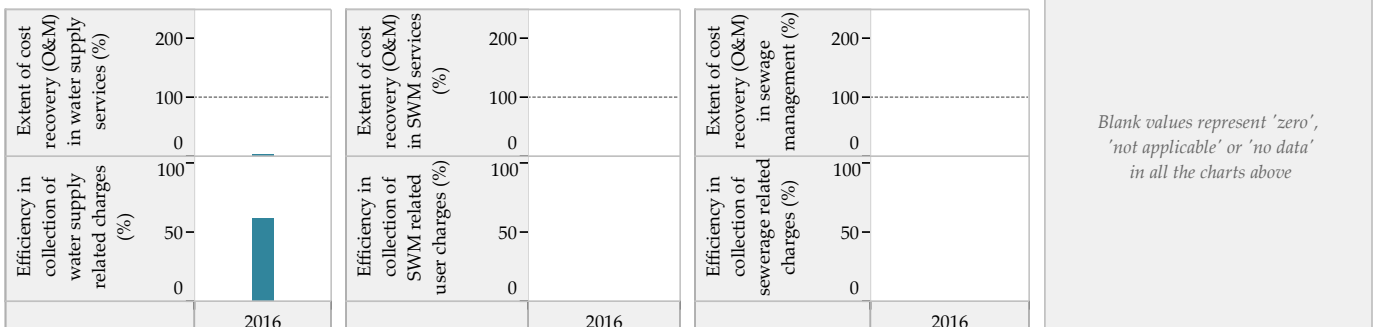 Extent of cost
recovery (O&M)
in water supply
services (%)
200
100
0
Efficiency in
collection of
water supply
related charges
(%)
100
50
0
2016
Extent of cost
recovery (O&M)
in SWM services
(%)
200
100
0
Efficiency in
collection of
SWM related
user charges (%)
100
50
0
2016
Extent of cost
recovery (O&M)
in sewage
management (%)
200
100
0
Efficiency in
collection of
sewerage related
charges (%)
100
50
0
2016
Blank values represent 'zero',
'not applicable' or 'no data'
in all the charts above